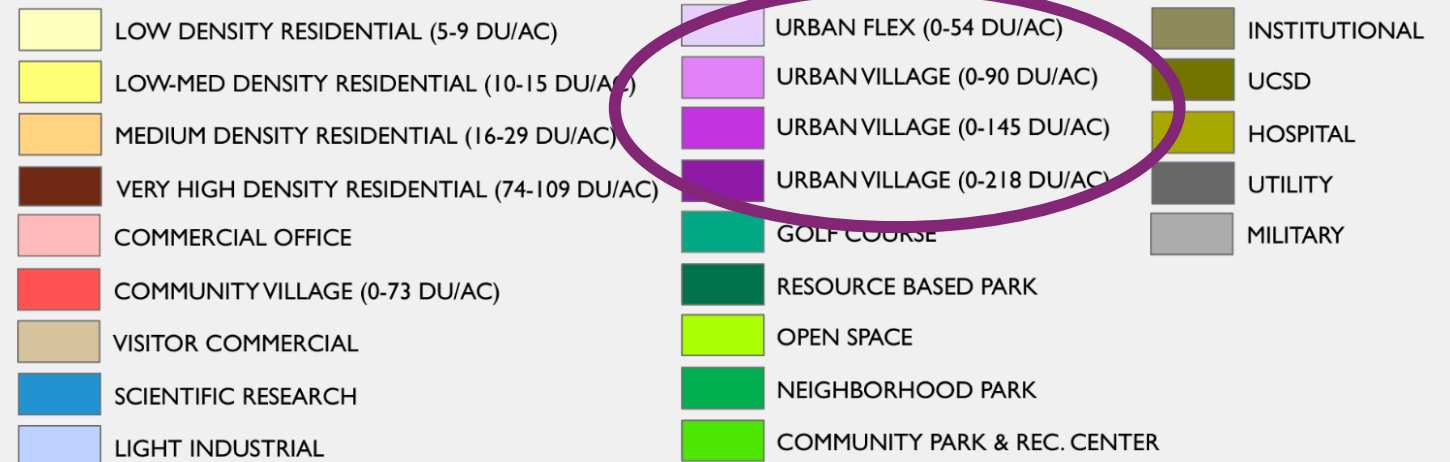 LOW DENSITY RESIDENTIAL (5-9 DU/AC)
LOW-MED DENSITY RESIDENTIAL (10-15 DU/AC)
MEDIUM DENSITY RESIDENTIAL (16-29 DU/AC)
VERY HIGH DENSITY RESIDENTIAL (74-109 DU/AC)
COMMERCIAL OFFICE
COMMUNITY VILLAGE (0-73 DU/AC)
VISITOR COMMERCIAL
SCIENTIFIC RESEARCH
LIGHT INDUSTRIAL
URBAN FLEX (0-54 DU/AC)
URBAN VILLAGE (0-90 DU/AC)
URBAN VILLAGE (0-145 DU/AC)
URBAN VILLAGE (0-218 DU/AC)
GOLF COURSE
RESOURCE BASED PARK
OPEN SPACE
NEIGHBORHOOD PARK
COMMUNITY PARK & REC. CENTER
INSTITUTIONAL
UCSD
HOSPITAL
UTILITY
MILITARY